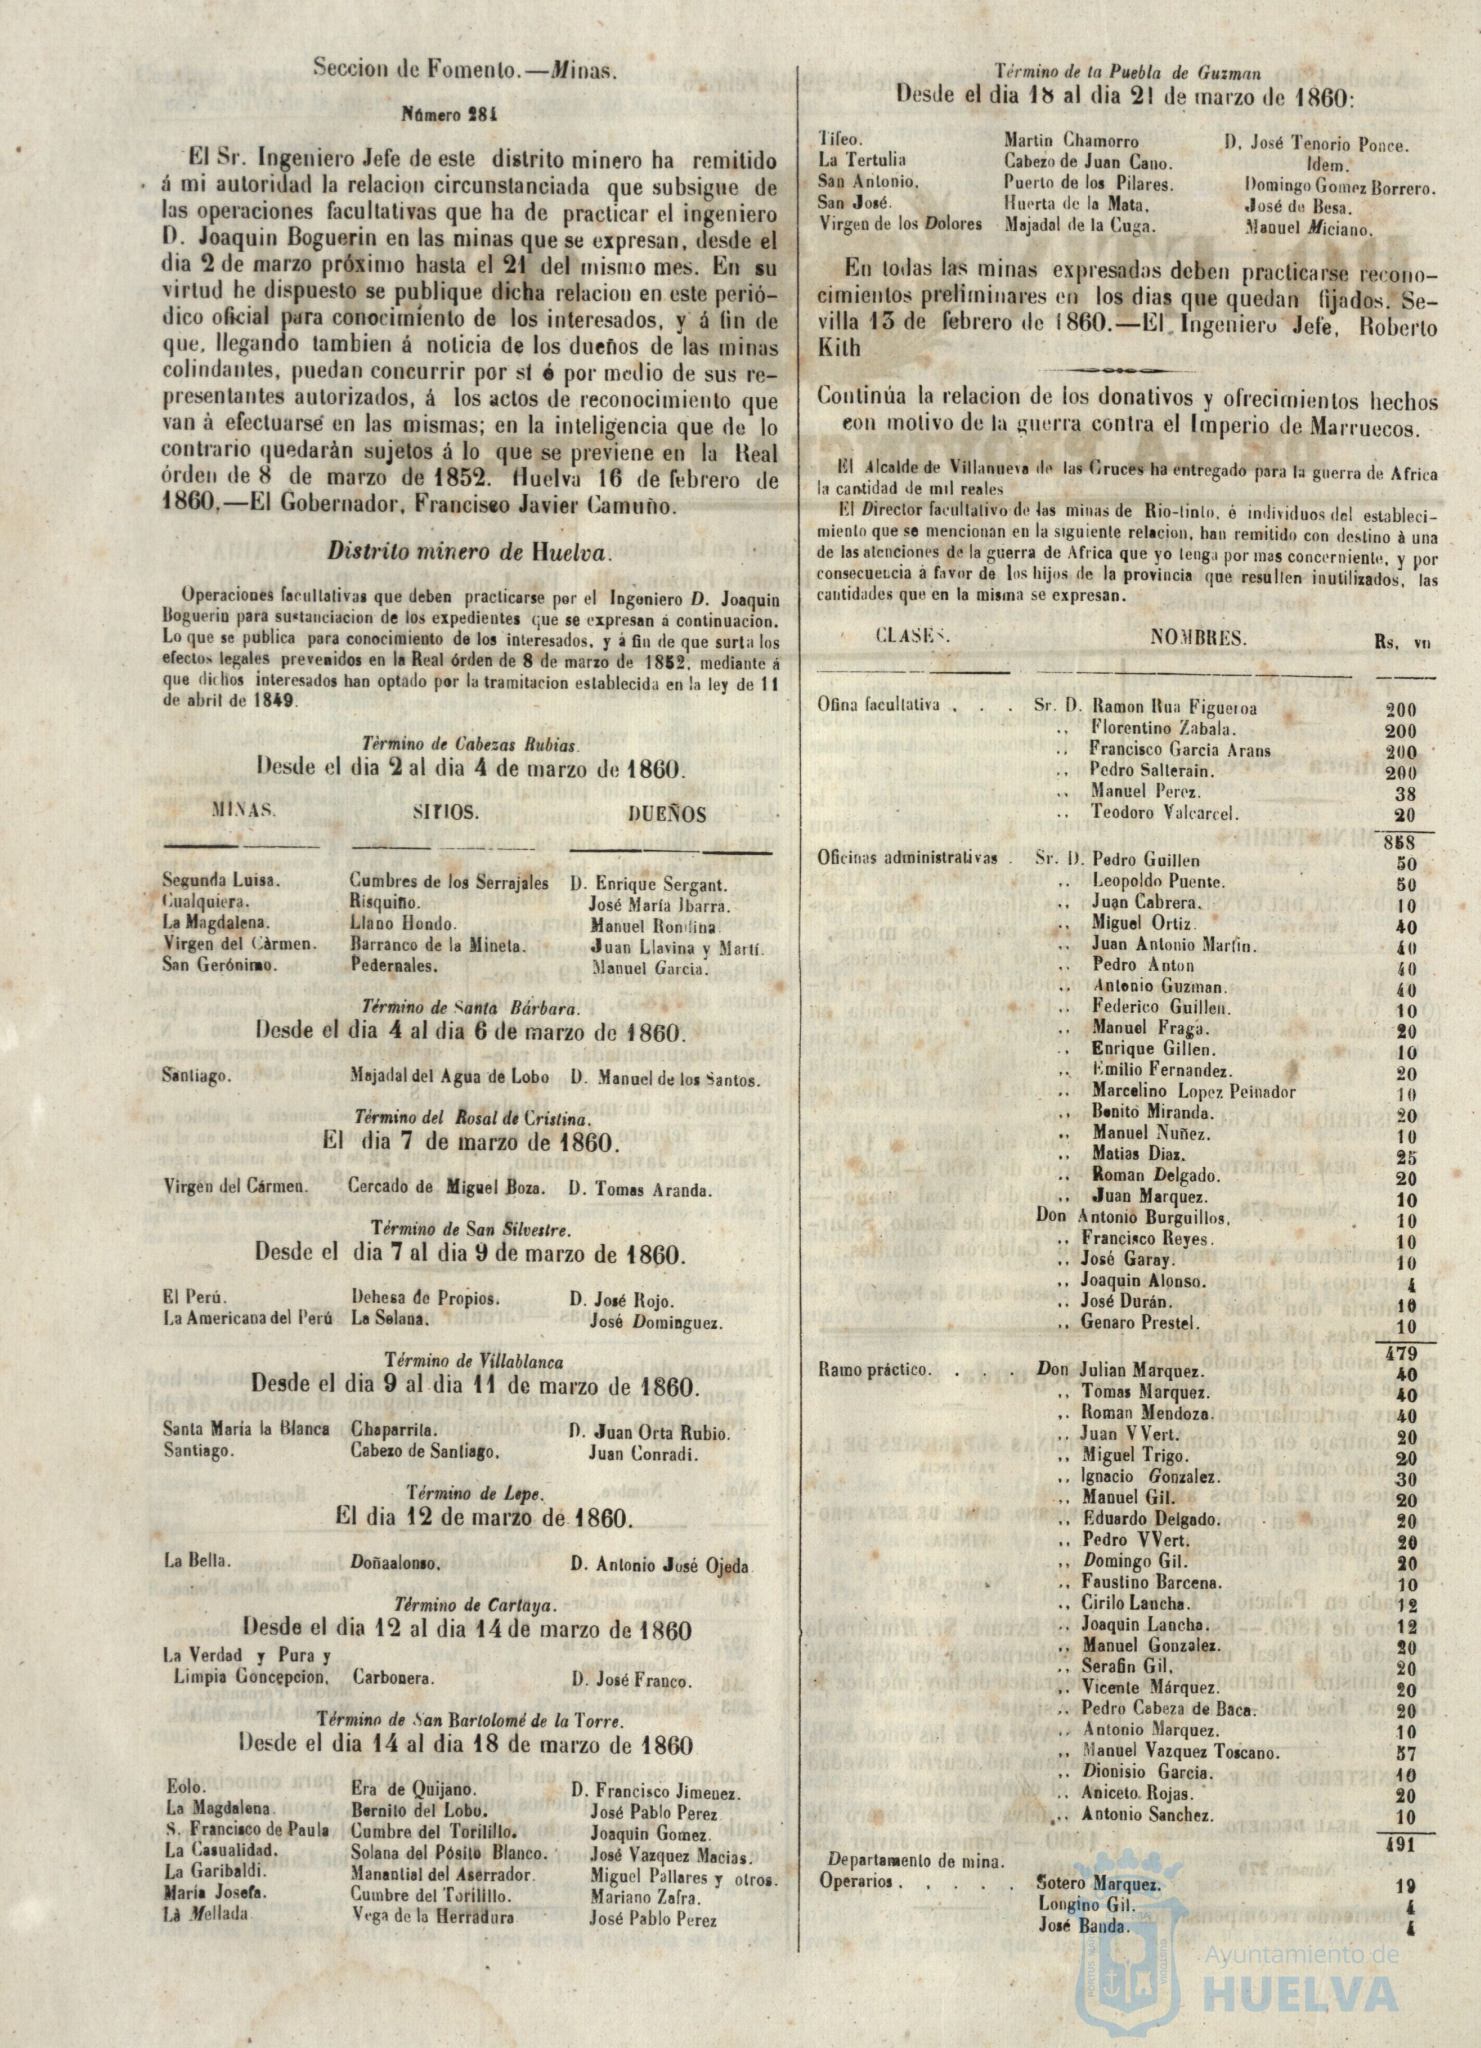 Seccion de Fomento.—Minas.
Número 281
El Sr. Ingeniero Jefe de este distrito minero ha remitido
á mi autoridad la relacion circunstanciada que subsigue de
las operaciones facultativas que ha de practicar el ingeniero
D. Joaquin Boguerin en las minas que se expresan, desde el
dia 2 de marzo próximo hasta el 21 del mismo mes. En su
virtud he dispuesto se publique dicha relacion en este perió-
dico oficial para conocimiento de los interesados, y á fin de
que, llegando tambien á noticia de los dueños de las minas
colindantes, puedan concurrir por sí ó por medio de sus re-
presentantes autorizados, á los actos de reconocimiento que
van á efectuarse en las mismas; en la inteligencia que de lo
contrario quedarán sujetos á lo que se previene en la Real
órden de 8 de marzo de 1852. Huelva 16 de febrero de
1860.—El Gobernador, Francisco Javier Camuño.
Distrito minero de Huelva.
Operaciones facultativas que deben practicarse por el Ingeniero D. Joaquin
Boguerin para sustanciacion de los expedientes que se expresan á continuacion.
Lo que se publica para conocimiento de los interesados, y á fin de que surta los
efectos legales prevenidos en la Real órden de 8 de marzo de 1852, mediante á
que dichos interesados han optado por la tramitacion establecida en la ley de 11
de abril de 1849.
Término de Cabezas Rubias.
Desde el dia 2 al dia 4 de marzo de 1860.
MINAS. SITIOS. DUEÑOS
Segunda Luisa. Cumbres de los Serrajales D. Enrique Sergant.
Cualquiera. Risquiño. José María Ibarra.
La Magdalena. Llano Hondo. Manuel Rondina.
Virgen del Cármen. Barranco de la Mineta. Juan Llavina y Martí.
San Gerónimo. Pedernales. Manuel Garcia.
Término de Santa Bárbara.
Desde el dia 4 al dia 6 de marzo de 1860.
Santiago. Majadal del Agua de Lobo D. Manuel de los Santos.
Término del Rosal de Cristina.
El dia 7 de marzo de 1860.
Virgen del Cármen. Cercado de Miguel Boza. D. Tomas Aranda.
Término de San Silvestre.
Desde el dia 7 al dia 9 de marzo de 1860.
El Perú. Dehesa de Propios. D. José Rojo.
La Americana del Perú La Solana. José Dominguez.
Término de Villablanca
Desde el dia 9 al dia 11 de marzo de 1860.
Santa María la Blanca Chaparrita. D. Juan Orta Rubio.
Santiago. Cabezo de Santiago. Juan Conradi.
Término de Lepe.
El dia 12 de marzo de 1860.
La Bella. Doñaalonso. D. Antonio José Ojeda
Término de Cartaya.
Desde el dia 12 al dia 14 de marzo de 1860
La Verdad y Pura y
Limpia Concepcion. Carbonera. D. José Franco.
Término de San Bartolomé de la Torre.
Desde el dia 14 al dia 18 de marzo de 1860
Eolo. Era de Quijano. D. Francisco Jimenez.
La Magdalena Bernito del Lobo. José Pablo Perez
S. Francisco de Paula Cumbre del Torilillo. Joaquin Gomez.
La Casualidad. Solana del Pósito Blanco. José Vazquez Macias.
La Garibaldi. Manantial del Aserrador. Miguel Pallares y otros.
María Josefa. Cumbre del Torilillo. Mariano Zafra.
La Mellada Vega de la Herradura José Pablo Perez
Término de la Puebla de Guzman
Desde el dia 18 al dia 21 de marzo de 1860:
Tifeo. Martin Chamorro D. José Tenorio Ponce.
La Tertulia Cabezo de Juan Cano. Idem.
San Antonio. Puerto de los Pilares. Domingo Gomez Borrero.
San José. Huerta de la Mata. José de Besa.
Virgen de los Dolores Majadal de la Cuga. Manuel Miciano.
En todas las minas expresadas deben practicarse recono-
cimientos preliminares en los dias que quedan fijados. Se-
villa 13 de febrero de 1860.—El Ingeniero Jefe, Roberto
Kith
Continúa la relacion de los donativos y ofrecimientos hechos
con motivo de la guerra contra el Imperio de Marruecos.
El Alcalde de Villanueva de las Cruces ha entregado para la guerra de Africa
la cantidad de mil reales
El Director facultativo de las minas de Rio-tinto, é individuos del estableci-
miento que se mencionan en la siguiente relacion, han remitido con destino á una
de las atenciones de la guerra de Africa que yo tenga por mas concerniente, y por
consecuencia á favor de los hijos de la provincia que resulten inutilizados, las
cantidades que en la misma se expresan.
CLASES. NOMBRES. Rs. vn
Ofina facultativa . . . Sr. D. Ramon Rua Figueroa 200
,, Florentino Zabala. 200
,, Francisco Garcia Arans 200
,, Pedro Salterain. 200
,, Manuel Perez. 38
,, Teodoro Valcarcel. 20
858
Oficinas administrativas . Sr. D. Pedro Guillen 50
,, Leopoldo Puente. 50
,, Juan Cabrera. 10
,, Miguel Ortiz. 40
,, Juan Antonio Martin. 40
,, Pedro Anton 40
,, Antonio Guzman. 40
,, Federico Guillen. 10
,, Manuel Fraga. 20
,, Enrique Gillen. 10
,, Emilio Fernandez. 20
,, Marcelino Lopez Peinador 10
,, Benito Miranda. 20
,, Manuel Nuñez. 10
,, Matias Diaz. 25
,, Roman Delgado. 20
,, Juan Marquez. 10
Don Antonio Burguillos. 10
,, Francisco Reyes. 10
,, José Garay. 10
,, Joaquin Alonso. 4
,, José Durán. 10
,, Genaro Prestel. 10
479
Ramo práctico. . . . Don Julian Marquez. 40
,, Tomas Marquez. 40
,, Roman Mendoza. 40
,, Juan VVert. 20
,, Miguel Trigo. 20
,, Ignacio Gonzalez. 30
,, Manuel Gil. 20
,, Eduardo Delgado. 20
,, Pedro VVert. 20
,, Domingo Gil. 20
,, Faustino Barcena. 10
,, Cirilo Lancha. 12
,, Joaquin Lancha. 12
,, Manuel Gonzalez. 20
,, Serafin Gil. 20
,, Vicente Márquez. 20
,, Pedro Cabeza de Baca. 20
,, Antonio Marquez. 10
,, Manuel Vazquez Toscano. 57
,, Dionisio Garcia. 10
,, Aniceto Rojas. 20
,, Antonio Sanchez. 10
491
Departamento de mina.
Operarios . . . . . Sotero Marquez. 19
Longino Gil. 4
José Banda. 4
Ayuntamiento de
HUELVA